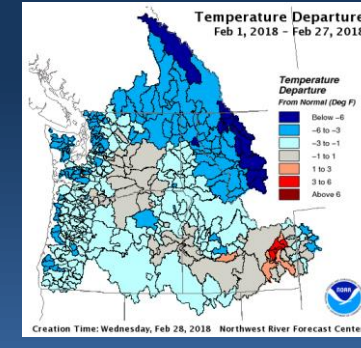 Temperature Departure
Feb 1, 2018 - Feb 27, 2018
Temperature
Departure
From Normal (Deg F)
Below -6
-6 to -3
-3 to -1
-1 to 1
1 to 3
3 to 6
Above 6
NOAA
Creation Time: Wednesday, Feb 28, 2018 Northwest River Forecast Center